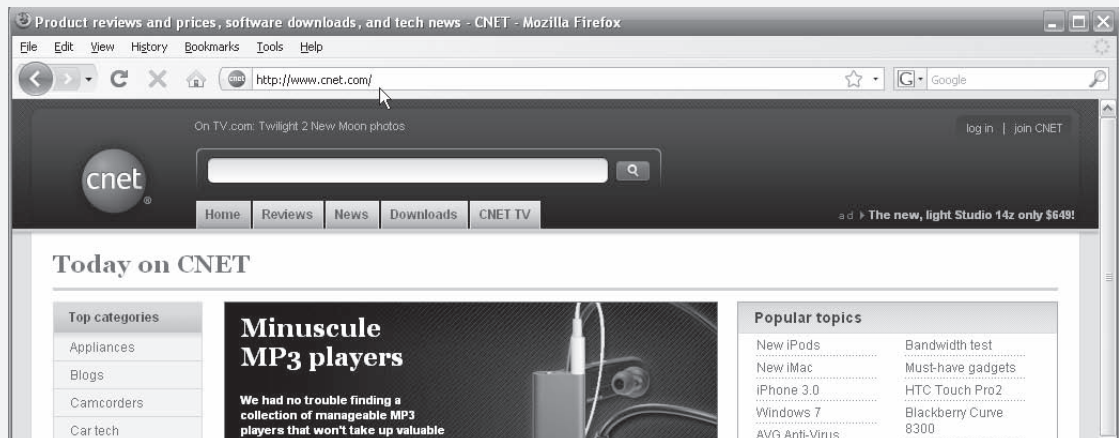 Product reviews and prices, software downloads, and tech news - CNET - Mozilla Firefox
File Edit View History Bookmarks Tools Help
cnet http://www.cnet.com/ G Google
On TV.com: Twilight 2 New Moon photos
log in | join CNET
cnet®
Home Reviews News Downloads CNET TV
ad The new, light Studio 14z only $649!
Today on CNET
Top categories
Appliances
Blogs
Camcorders
Car tech
Minuscule
MP3 players
We had no trouble finding a
collection of manageable MP3
players that won't take up valuable
Popular topics
New iPods
New iMac
iPhone 3.0
Windows 7
AVG Anti-Virus
Bandwidth test
Must-have gadgets
HTC Touch Pro2
Blackberry Curve
8300